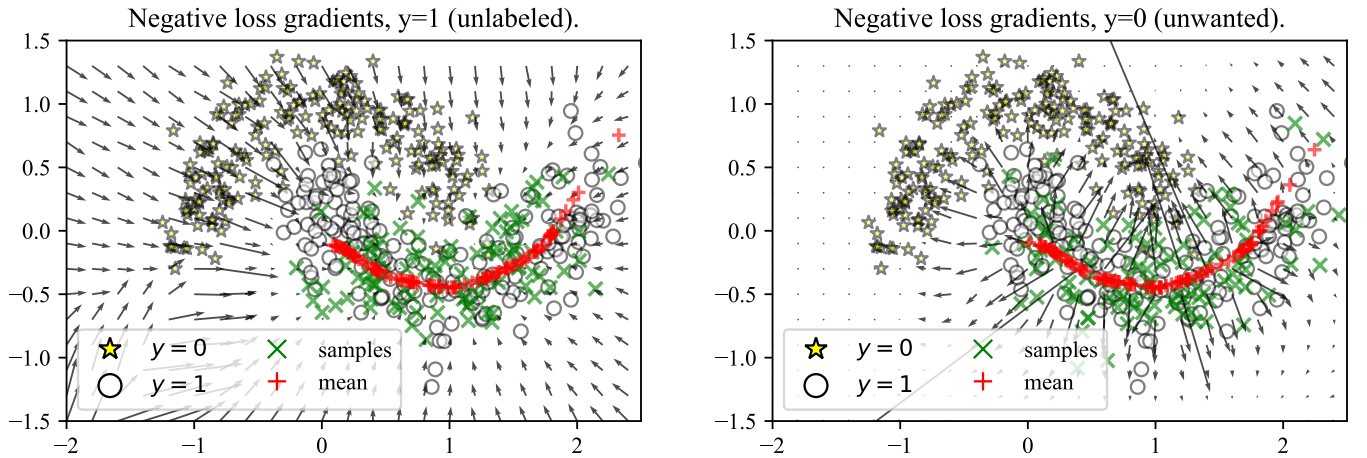 Negative loss gradients, y=1 (unlabeled).
1.5
1.0
0.5
0.0
−0.5
−1.0
−1.5
−2
−1
0
1
2
y = 0
y = 1
samples
mean
Negative loss gradients, y=0 (unwanted).
1.5
1.0
0.5
0.0
−0.5
−1.0
−1.5
−2
−1
0
1
2
y = 0
y = 1
samples
mean